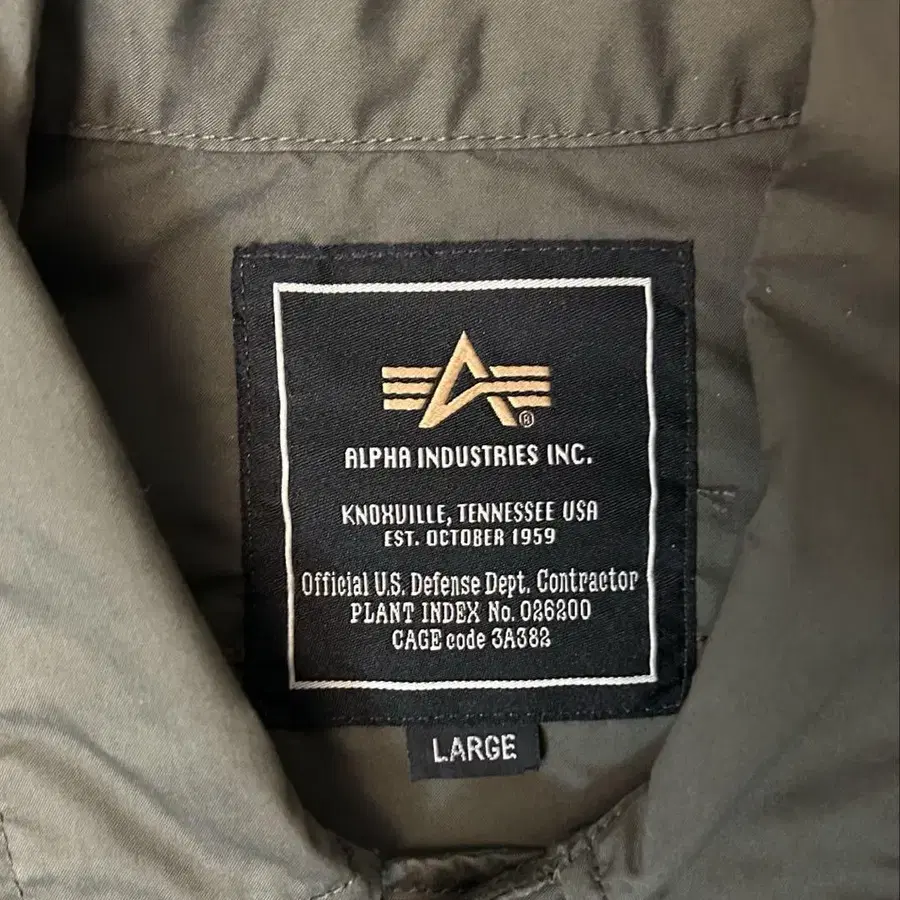 ®
ALPHA INDUSTRIES INC.
KNOXVILLE, TENNESSEE USA
EST. OCTOBER 1959
Official U.S. Defense Dept. Contractor
PLANT INDEX No. 026200
CAGE code 3A382
LARGE